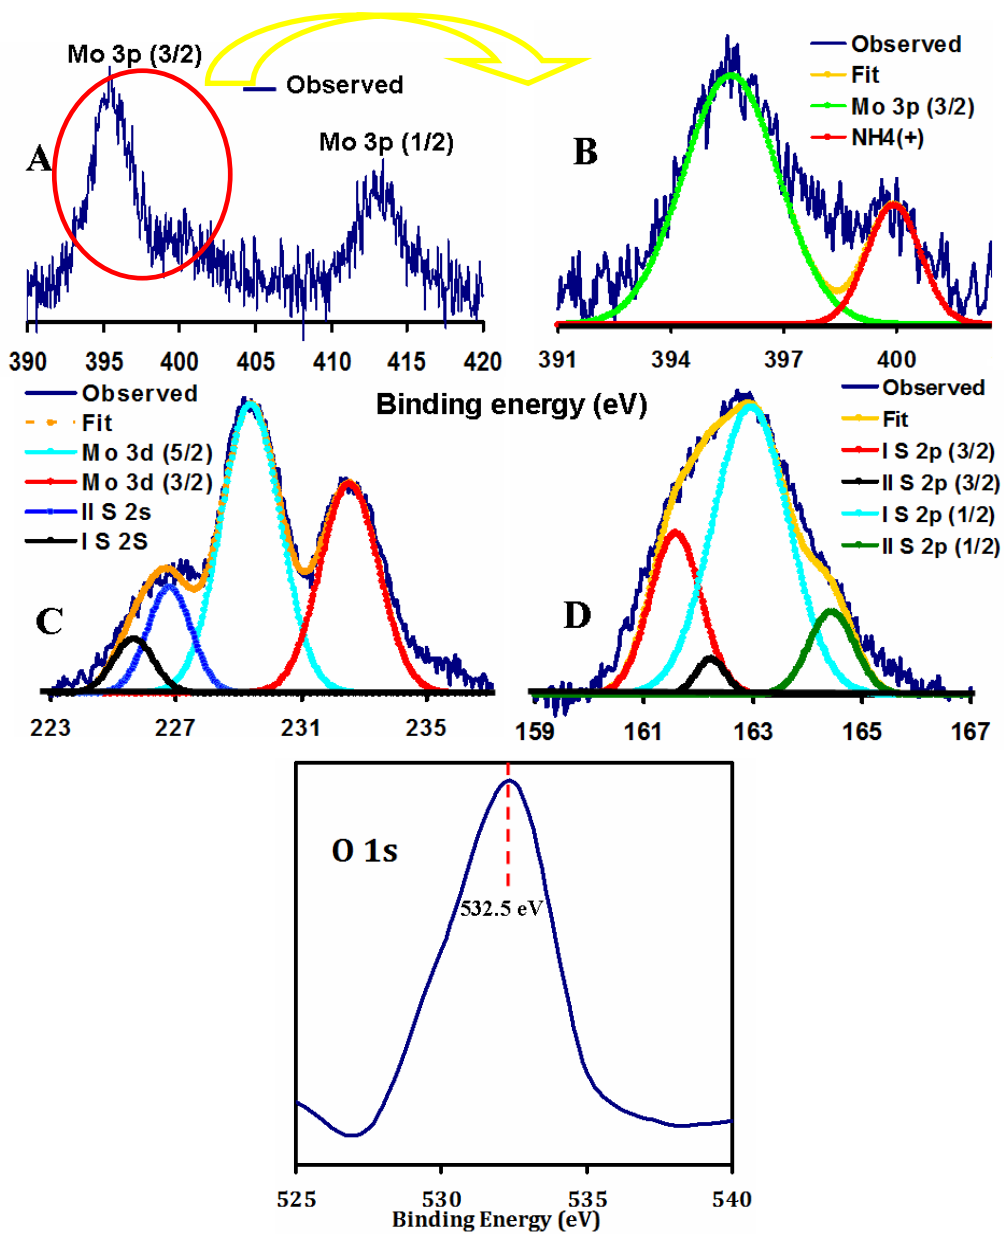 Mo 3p (3/2)
Observed
Mo 3p (1/2)
A
390 395 400 405 410 415 420
Observed
Fit
Mo 3p (3/2)
NH4(+)
B
391 394 397 400
Binding energy (eV)
Observed
Fit
Mo 3d (5/2)
Mo 3d (3/2)
II S 2s
I S 2S
C
223 227 231 235
Observed
Fit
I S 2p (3/2)
II S 2p (3/2)
I S 2p (1/2)
II S 2p (1/2)
D
159 161 163 165 167
O 1s
532.5 eV
525 530 535 540
Binding Energy (eV)